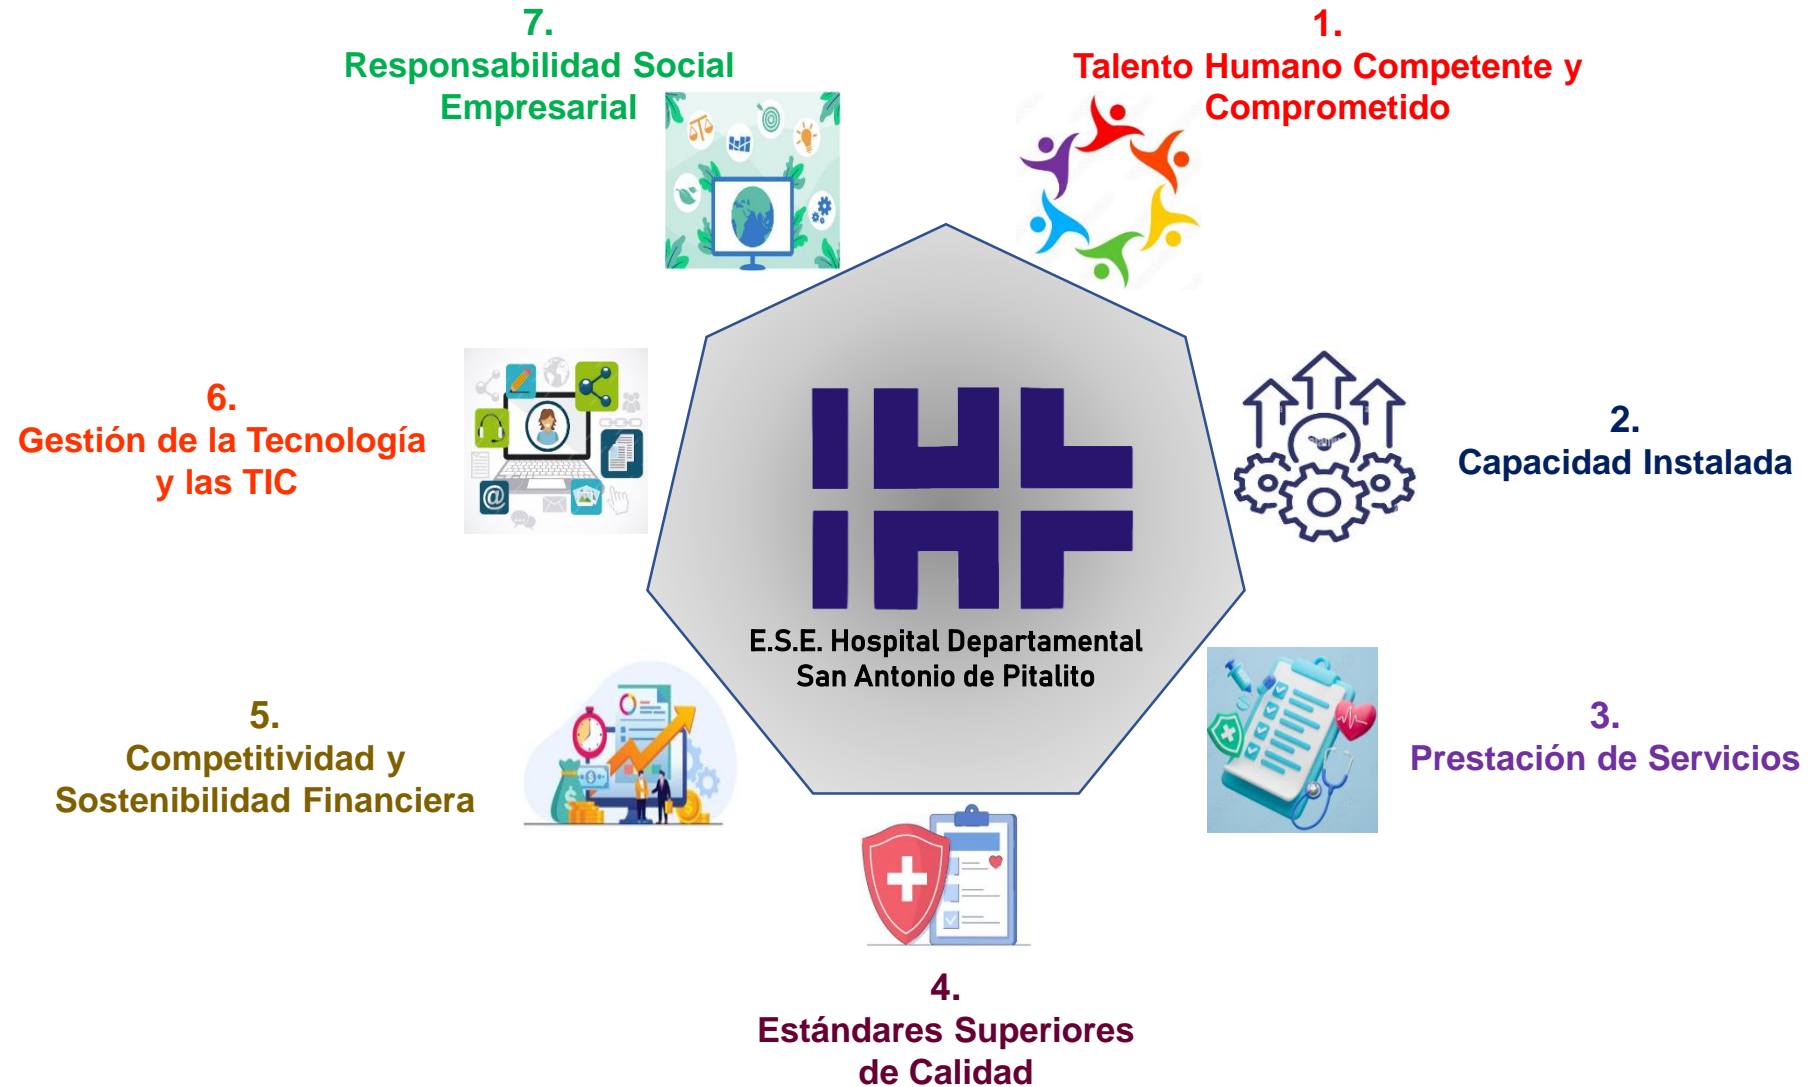 1.
Talento Humano Competente y
Comprometido
2.
Capacidad Instalada
3.
Prestación de Servicios
4.
Estándares Superiores
de Calidad
5.
Competitividad y
Sostenibilidad Financiera
6.
Gestión de la Tecnología
y las TIC
7.
Responsabilidad Social
Empresarial
E.S.E. Hospital Departamental
San Antonio de Pitalito
@
$
$